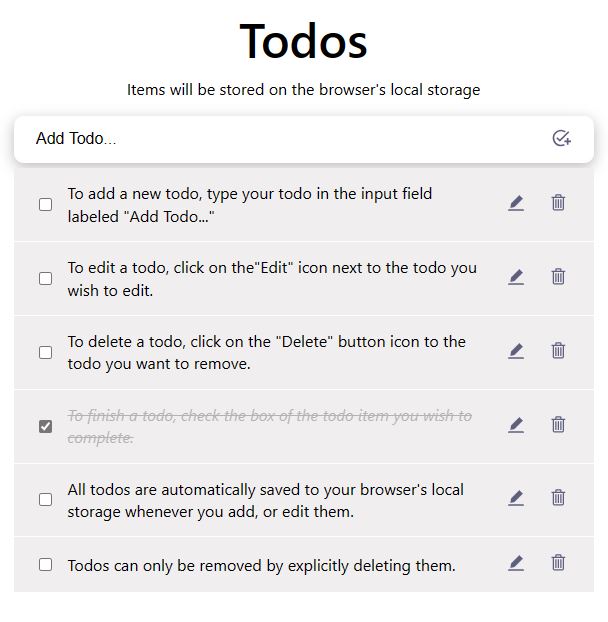 Todos
Items will be stored on the browser's local storage
Add Todo...
To add a new todo, type your todo in the input field
labeled "Add Todo..."
To edit a todo, click on the"Edit" icon next to the todo you
wish to edit.
To delete a todo, click on the "Delete" button icon to the
todo you want to remove.
To finish a todo, check the box of the todo item you wish to
complete.
All todos are automatically saved to your browser's local
storage whenever you add, or edit them.
Todos can only be removed by explicitly deleting them.